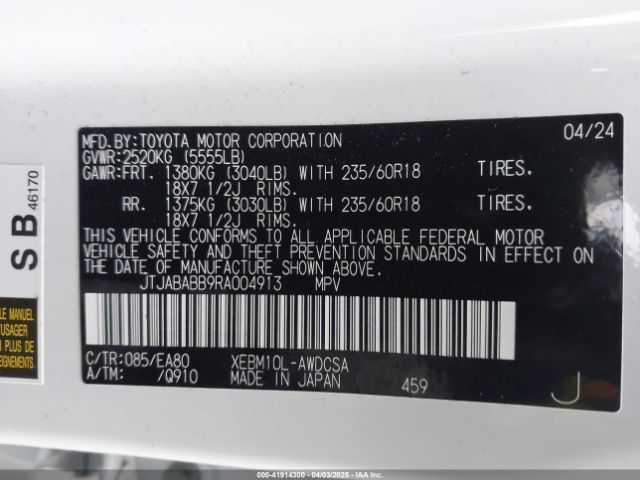 MFD.BY:TOYOTA MOTOR CORPORATION 04/24
GVWR:2520KG (5555LB)
GAWR:FRT. 1380KG (3040LB) WITH 235/60R18 TIRES.
18X7 1/2J RIMS.
RR. 1375KG (3030LB) WITH 235/60R18 TIRES.
18X7 1/2J RIMS.
THIS VEHICLE CONFORMS TO ALL APPLICABLE FEDERAL MOTOR
VEHICLE SAFETY AND THEFT PREVENTION STANDARDS IN EFFECT ON
THE DATE OF MANUFACTURE SHOWN ABOVE.
JTJABABB9RA004913 MPV
C/TR:085/EA80 XEBM10L-AWDCSA
A/TM: /Q910 MADE IN JAPAN 459 J
SB 46170
LE MANUEL
'USAGER
000-41914300 - 04/03/2025 - IAA